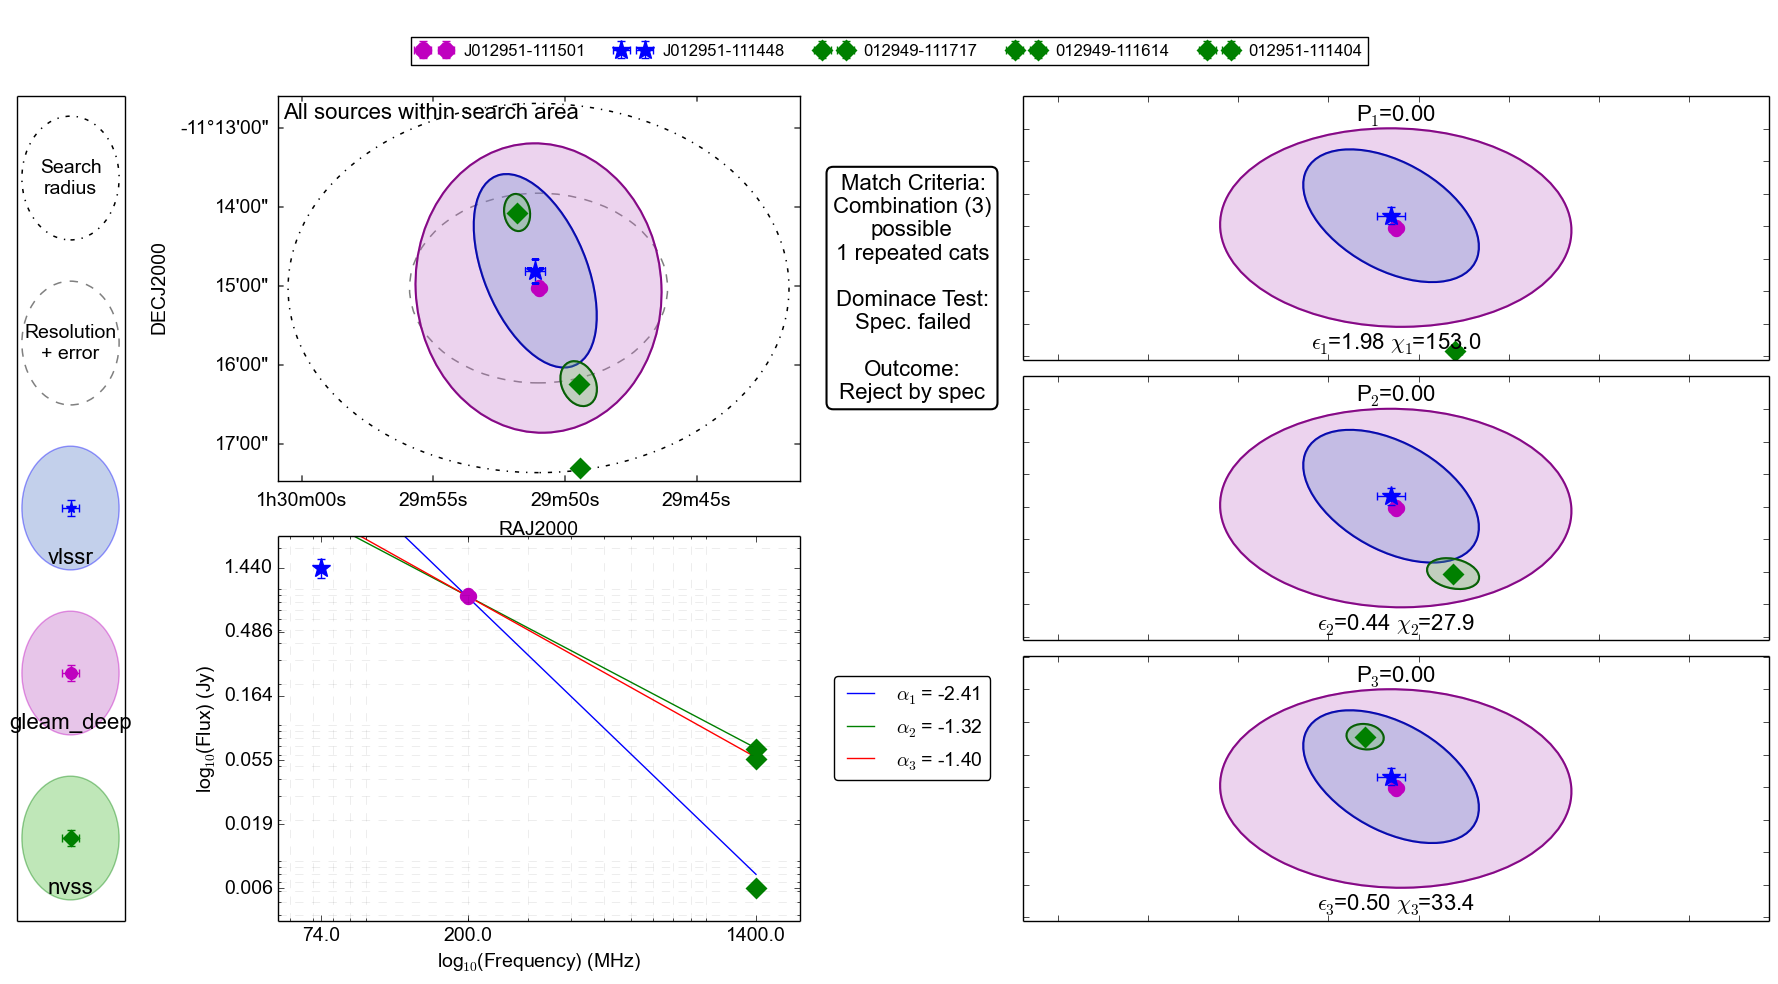 J012951-111501
J012951-111448
012949-111717
012949-111614
012951-111404
Search
radius
Resolution
+ error
vlssr
gleam_deep
nvss
All sources within search area
DECJ2000
-11°13'00"
14'00"
15'00"
16'00"
17'00"
1h30m00s
29m55s
29m50s
29m45s
RAJ2000
log10(Flux) (Jy)
1.440
0.486
0.164
0.055
0.019
0.006
74.0
200.0
1400.0
log10(Frequency) (MHz)
Match Criteria:
Combination (3)
possible
1 repeated cats
Dominace Test:
Spec. failed
Outcome:
Reject by spec
α1 = -2.41
α2 = -1.32
α3 = -1.40
P1=0.00
ϵ1=1.98 χ1=153.0
P2=0.00
ϵ2=0.44 χ2=27.9
P3=0.00
ϵ3=0.50 χ3=33.4